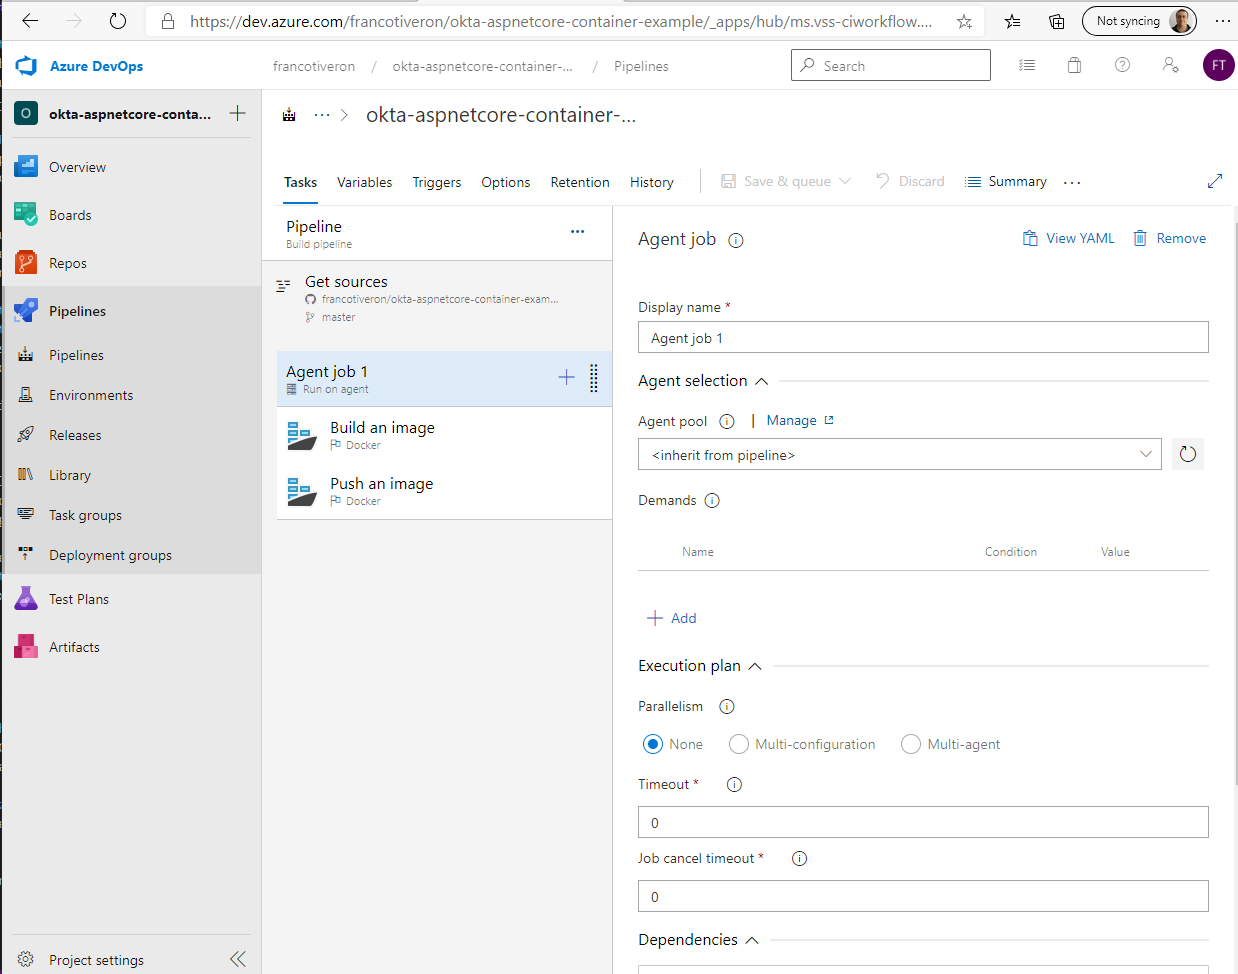 https://dev.azure.com/francotiveron/okta-aspnetcore-container-example/_apps/hub/ms.vss-ciworkflow....
Not syncing
Azure DevOps
francotiveron / okta-aspnetcore-container-... / Pipelines
Search
FT
O okta-aspnetcore-conta...
Overview
Boards
Repos
Pipelines
Pipelines
Environments
Releases
Library
Task groups
Deployment groups
Test Plans
Artifacts
Project settings
... > okta-aspnetcore-container-...
Tasks Variables Triggers Options Retention History Save & queue Discard Summary ...
Pipeline
Build pipeline
Get sources
francotiveron/okta-aspnetcore-container-exam...
master
Agent job 1
Run on agent
Build an image
Docker
Push an image
Docker
Agent job
View YAML Remove
Display name *
Agent job 1
Agent selection
Agent pool | Manage
<inherit from pipeline>
Demands
Name Condition Value
Add
Execution plan
Parallelism
None Multi-configuration Multi-agent
Timeout *
0
Job cancel timeout *
0
Dependencies